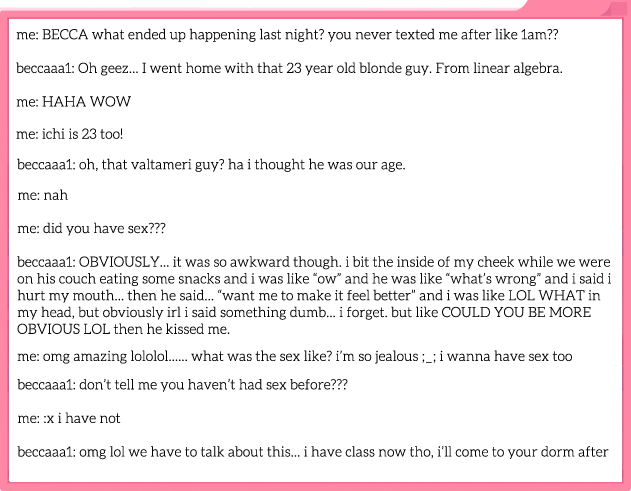 me: BECCA what ended up happening last night? you never texted me after like 1am??
beccaaa1: Oh geez... I went home with that 23 year old blonde guy. From linear algebra.
me: HAHA WOW
me: ichi is 23 too!
beccaaa1: oh, that valtameri guy? ha i thought he was our age.
me: nah
me: did you have sex???
beccaaa1: OBVIOUSLY... it was so awkward though. i bit the inside of my cheek while we were
on his couch eating some snacks and i was like “ow” and he was like “what’s wrong” and i said i
hurt my mouth... then he said... “want me to make it feel better” and i was like LOL WHAT in
my head, but obviously irl i said something dumb... i forget. but like COULD YOU BE MORE
OBVIOUS LOL then he kissed me.
me: omg amazing lololol...... what was the sex like? i’m so jealous ;_; i wanna have sex too
beccaaa1: don’t tell me you haven’t had sex before???
me: :x i have not
beccaaa1: omg lol we have to talk about this... i have class now tho, i’ll come to your dorm after